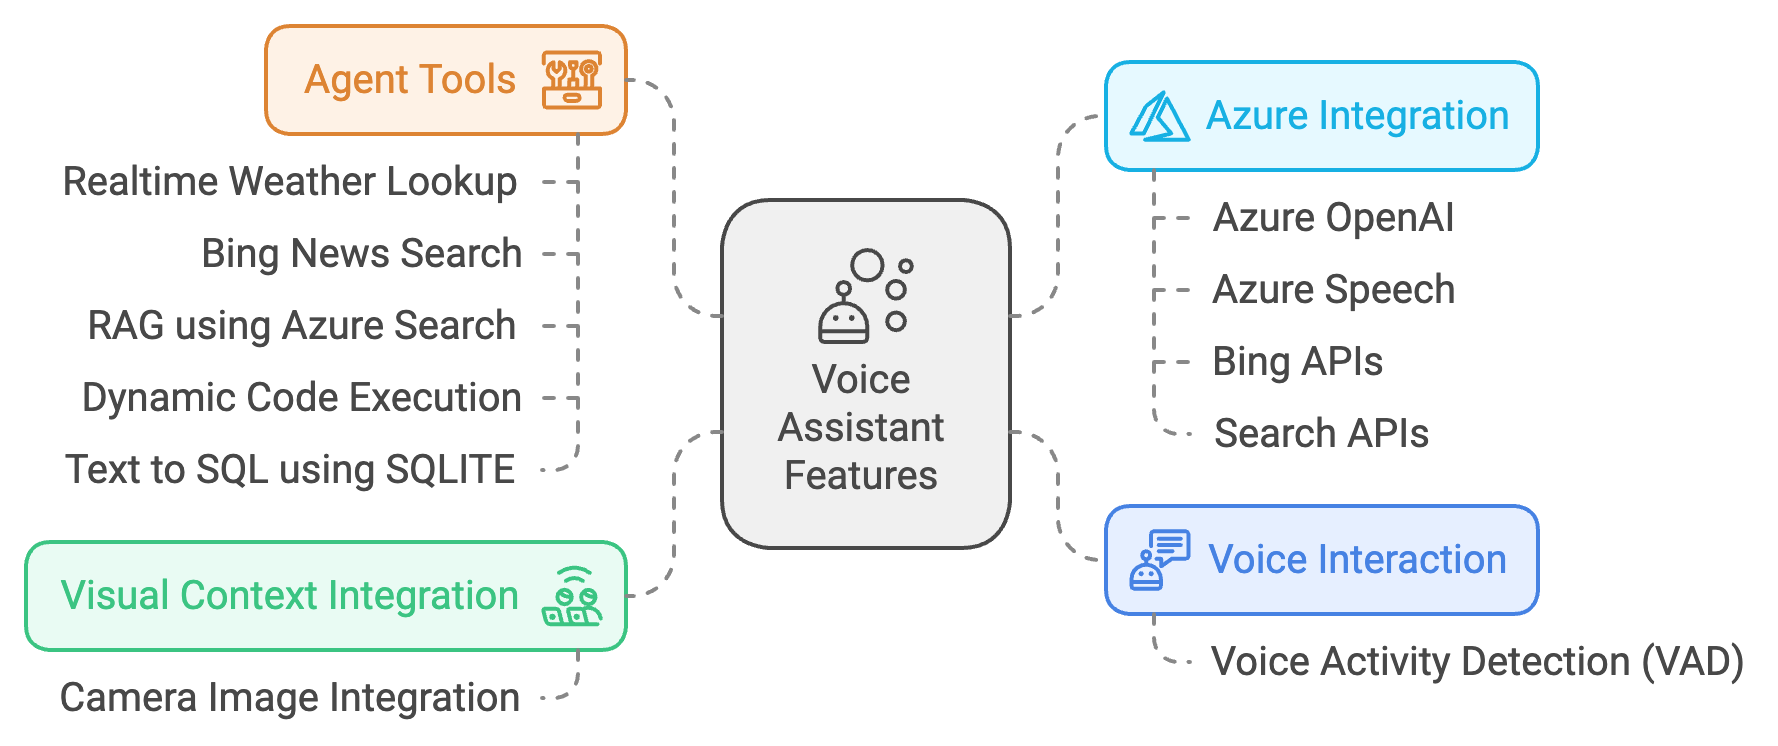 Agent Tools
Realtime Weather Lookup
Bing News Search
RAG using Azure Search
Dynamic Code Execution
Text to SQL using SQLITE
Visual Context Integration
Camera Image Integration
Voice
Assistant
Features
Azure Integration
Azure OpenAI
Azure Speech
Bing APIs
Search APIs
Voice Interaction
Voice Activity Detection (VAD)